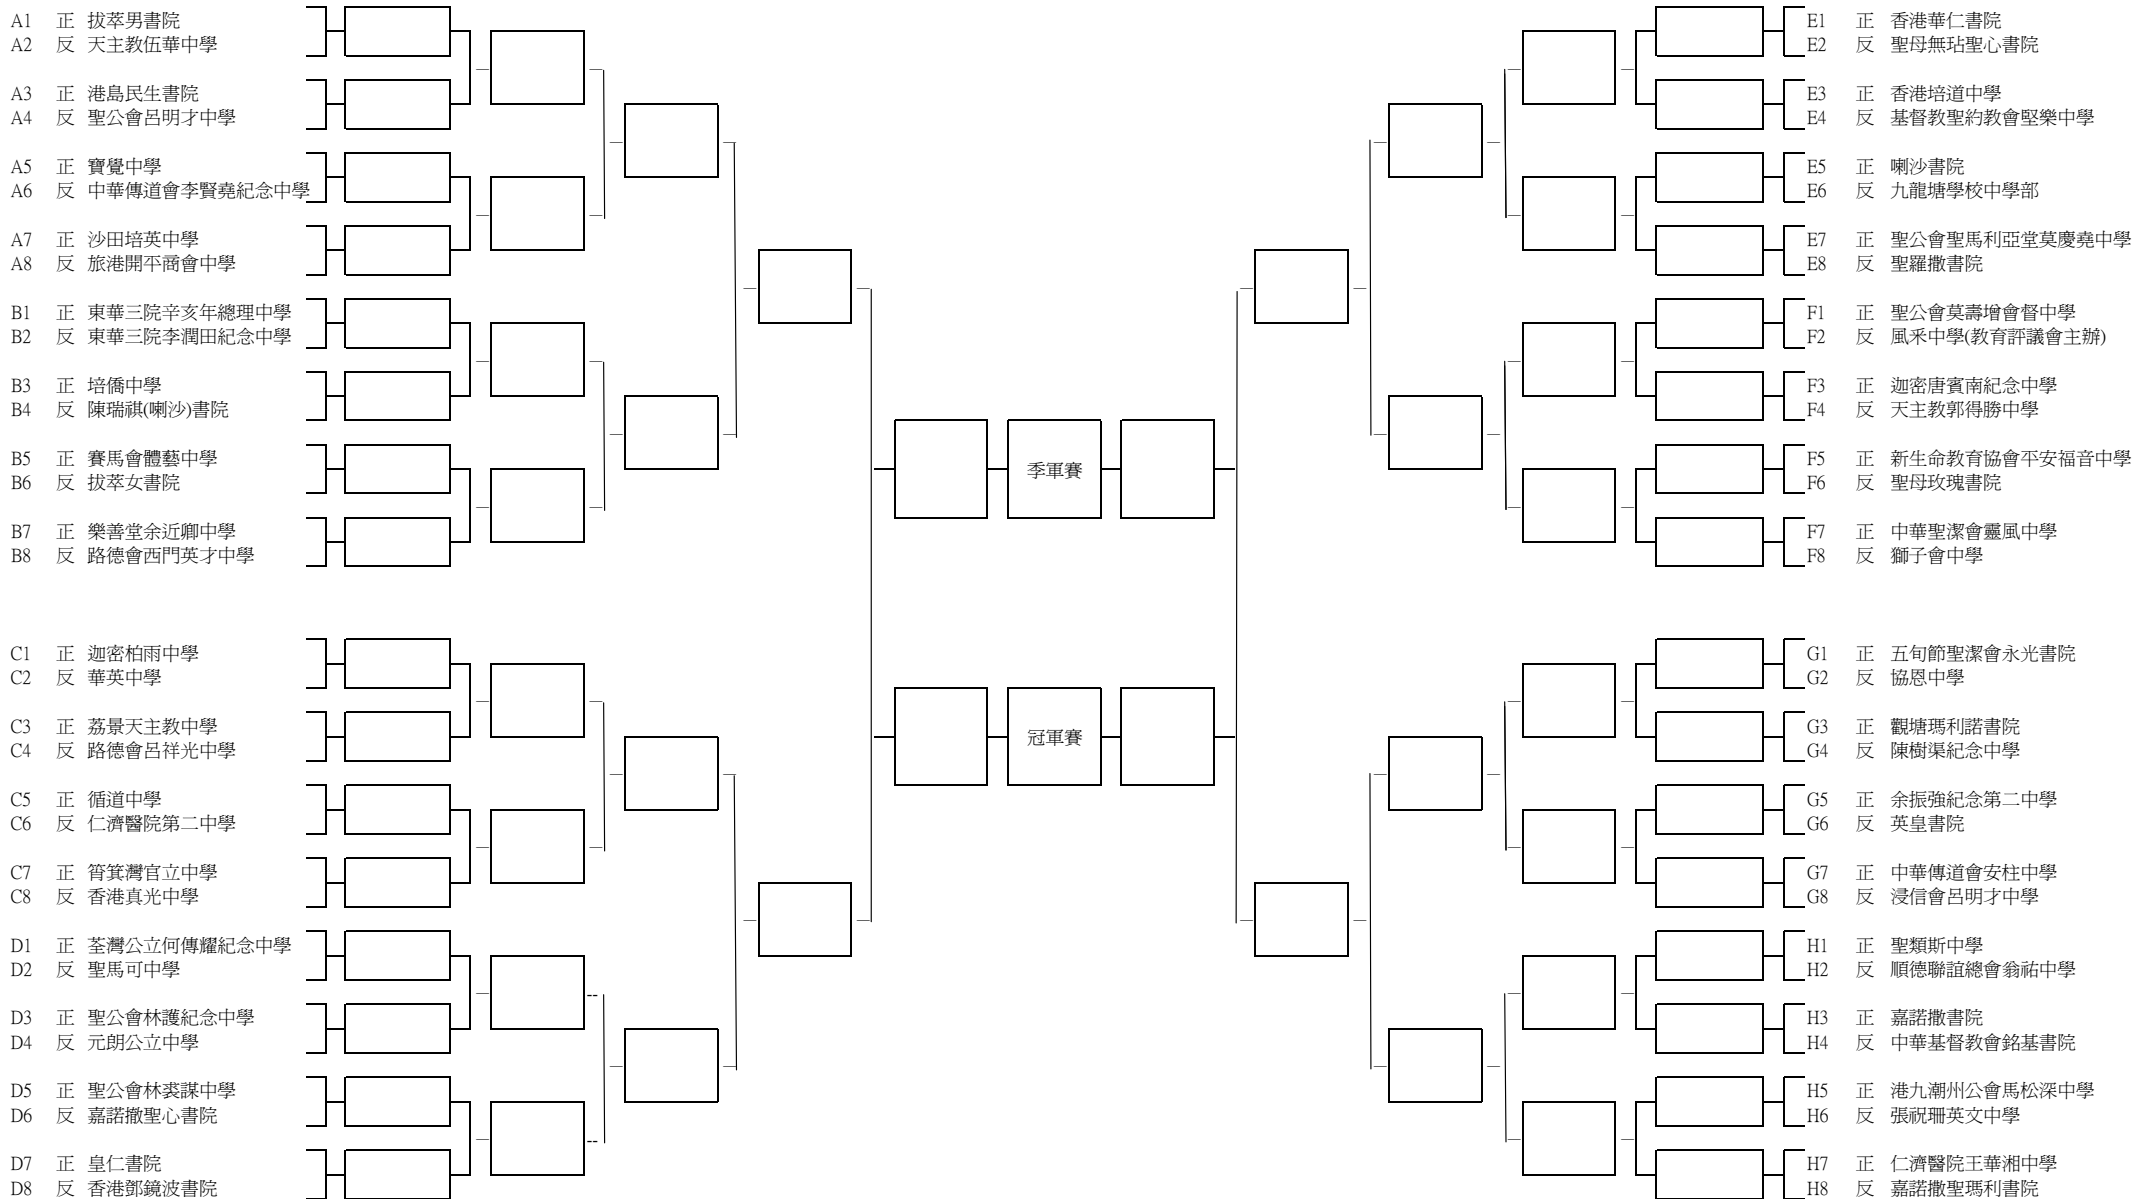 A1 正 拔萃男書院
A2 反 天主教伍華中學
A3 正 港島民生書院
A4 反 聖公會呂明才中學
A5 正 寶覺中學
A6 反 中華傳道會李賢堯紀念中學
A7 正 沙田培英中學
A8 反 旅港開平商會中學
B1 正 東華三院辛亥年總理中學
B2 反 東華三院李潤田紀念中學
B3 正 培僑中學
B4 反 陳瑞祺(喇沙)書院
B5 正 賽馬會體藝中學
B6 反 拔萃女書院
B7 正 樂善堂余近卿中學
B8 反 路德會西門英才中學
C1 正 迦密柏雨中學
C2 反 華英中學
C3 正 荔景天主教中學
C4 反 路德會呂祥光中學
C5 正 循道中學
C6 反 仁濟醫院第二中學
C7 正 筲箕灣官立中學
C8 反 香港真光中學
D1 正 荃灣公立何傳耀紀念中學
D2 反 聖馬可中學
D3 正 聖公會林護紀念中學
D4 反 元朗公立中學
D5 正 聖公會林裘謀中學
D6 反 嘉諾撤聖心書院
D7 正 皇仁書院
D8 反 香港鄧鏡波書院
季軍賽
冠軍賽
E1 正 香港華仁書院
E2 反 聖母無玷聖心書院
E3 正 香港培道中學
E4 反 基督教聖約教會堅樂中學
E5 正 喇沙書院
E6 反 九龍塘學校中學部
E7 正 聖公會聖馬利亞堂莫慶堯中學
E8 反 聖羅撒書院
F1 正 聖公會莫壽增會督中學
F2 反 風采中學(教育評議會主辦)
F3 正 迦密唐賓南紀念中學
F4 反 天主教郭得勝中學
F5 正 新生命教育協會平安福音中學
F6 反 聖母玫瑰書院
F7 正 中華聖潔會靈風中學
F8 反 獅子會中學
G1 正 五旬節聖潔會永光書院
G2 反 協恩中學
G3 正 觀塘瑪利諾書院
G4 反 陳樹渠紀念中學
G5 正 余振強紀念第二中學
G6 反 英皇書院
G7 正 中華傳道會安柱中學
G8 反 浸信會呂明才中學
H1 正 聖類斯中學
H2 反 順德聯誼總會翁祐中學
H3 正 嘉諾撒書院
H4 反 中華基督教會銘基書院
H5 正 港九潮州公會馬松深中學
H6 反 張祝珊英文中學
H7 正 仁濟醫院王華湘中學
H8 反 嘉諾撒聖瑪利書院